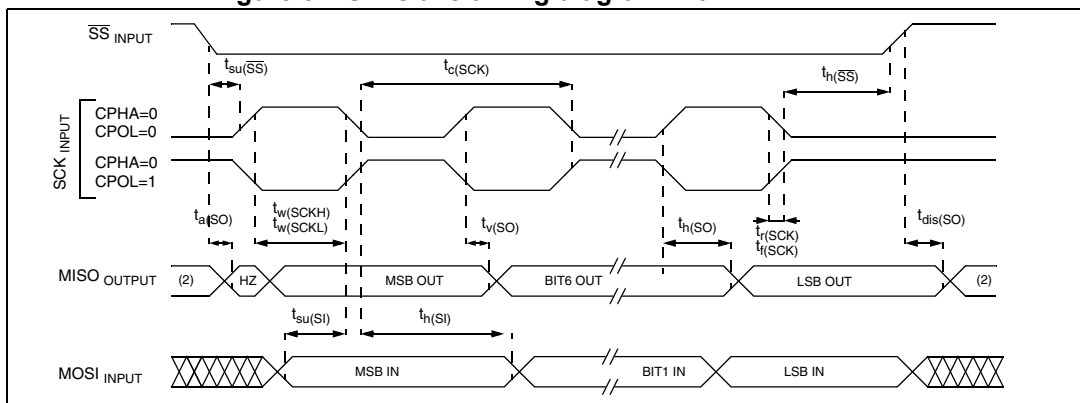 SS INPUT
tsu(SS)
tc(SCK)
th(SS)
SCK INPUT
CPHA=0
CPOL=0
CPHA=0
CPOL=1
ta(SO)
tw(SCKH)
tw(SCKL)
tv(SO)
th(SO)
tr(SCK)
tf(SCK)
tdis(SO)
MISO OUTPUT
(2)
HZ
MSB OUT
BIT6 OUT
LSB OUT
(2)
tsu(SI)
th(SI)
MOSI INPUT
MSB IN
BIT1 IN
LSB IN